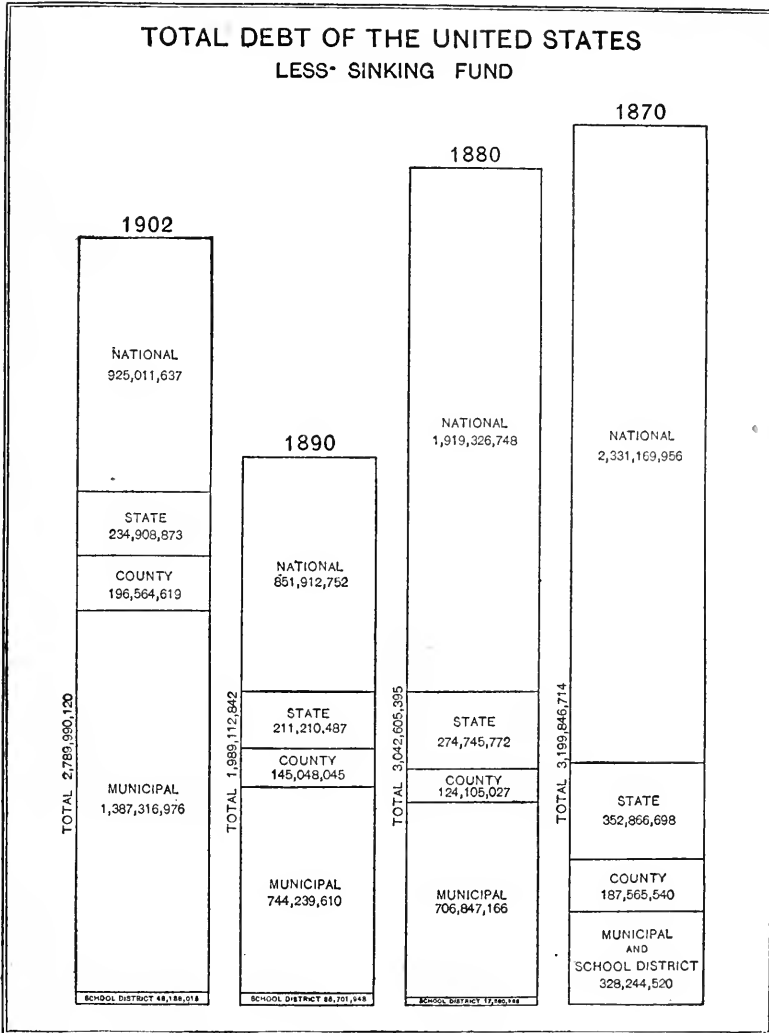 TOTAL DEBT OF THE UNITED STATES
LESS- SINKING FUND
1902
NATIONAL
925,011,637
STATE
234,908,873
COUNTY
196,564,619
MUNICIPAL
1,387,316,976
SCHOOL DISTRICT 46,188,015
TOTAL 2,789,990,120
1890
NATIONAL
851,912,752
STATE
211,210,487
COUNTY
145,048,045
MUNICIPAL
744,239,610
SCHOOL DISTRICT 36,701,948
TOTAL 1,989,112,842
1880
NATIONAL
1,919,326,748
STATE
274,745,772
COUNTY
124,105,027
MUNICIPAL
706,847,166
SCHOOL DISTRICT
TOTAL 3,042,605,395
1870
NATIONAL
2,331,169,956
STATE
352,866,698
COUNTY
187,565,540
MUNICIPAL
AND
SCHOOL DISTRICT
328,244,520
TOTAL 3,199,846,714